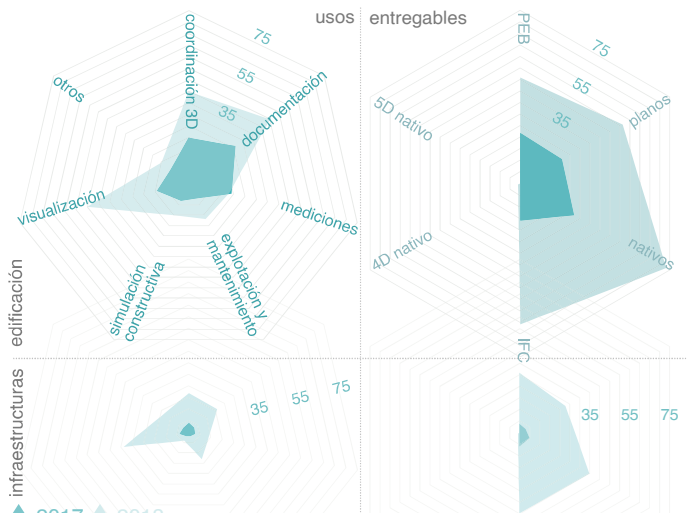 usos
entregables
coordinación 3D
75
55
35
documentación
otros
visualización
mediciones
explotación y
mantenimiento
simulación
constructiva
edificación
PEB
75
55
35
planos
5D nativo
4D nativo
nativos
IFC
infraestructuras
35 55 75
35 55 75
2017